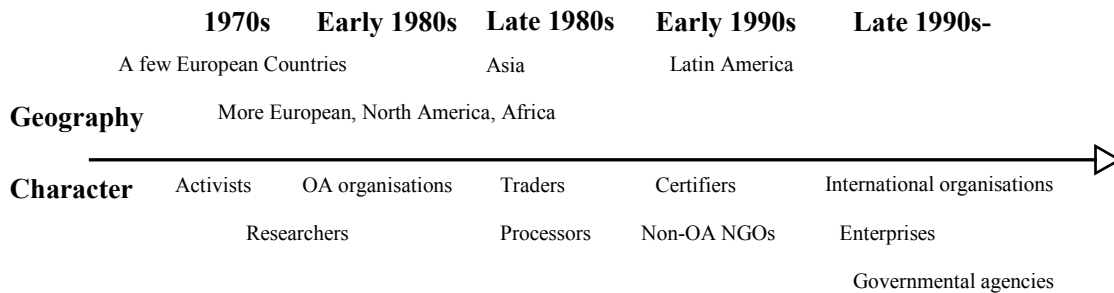 1970s Early 1980s Late 1980s Early 1990s Late 1990s-
A few European Countries Asia Latin America
Geography More European, North America, Africa
Character Activists OA organisations Traders Certifiers International organisations
Researchers Processors Non-OA NGOs Enterprises
Governmental agencies